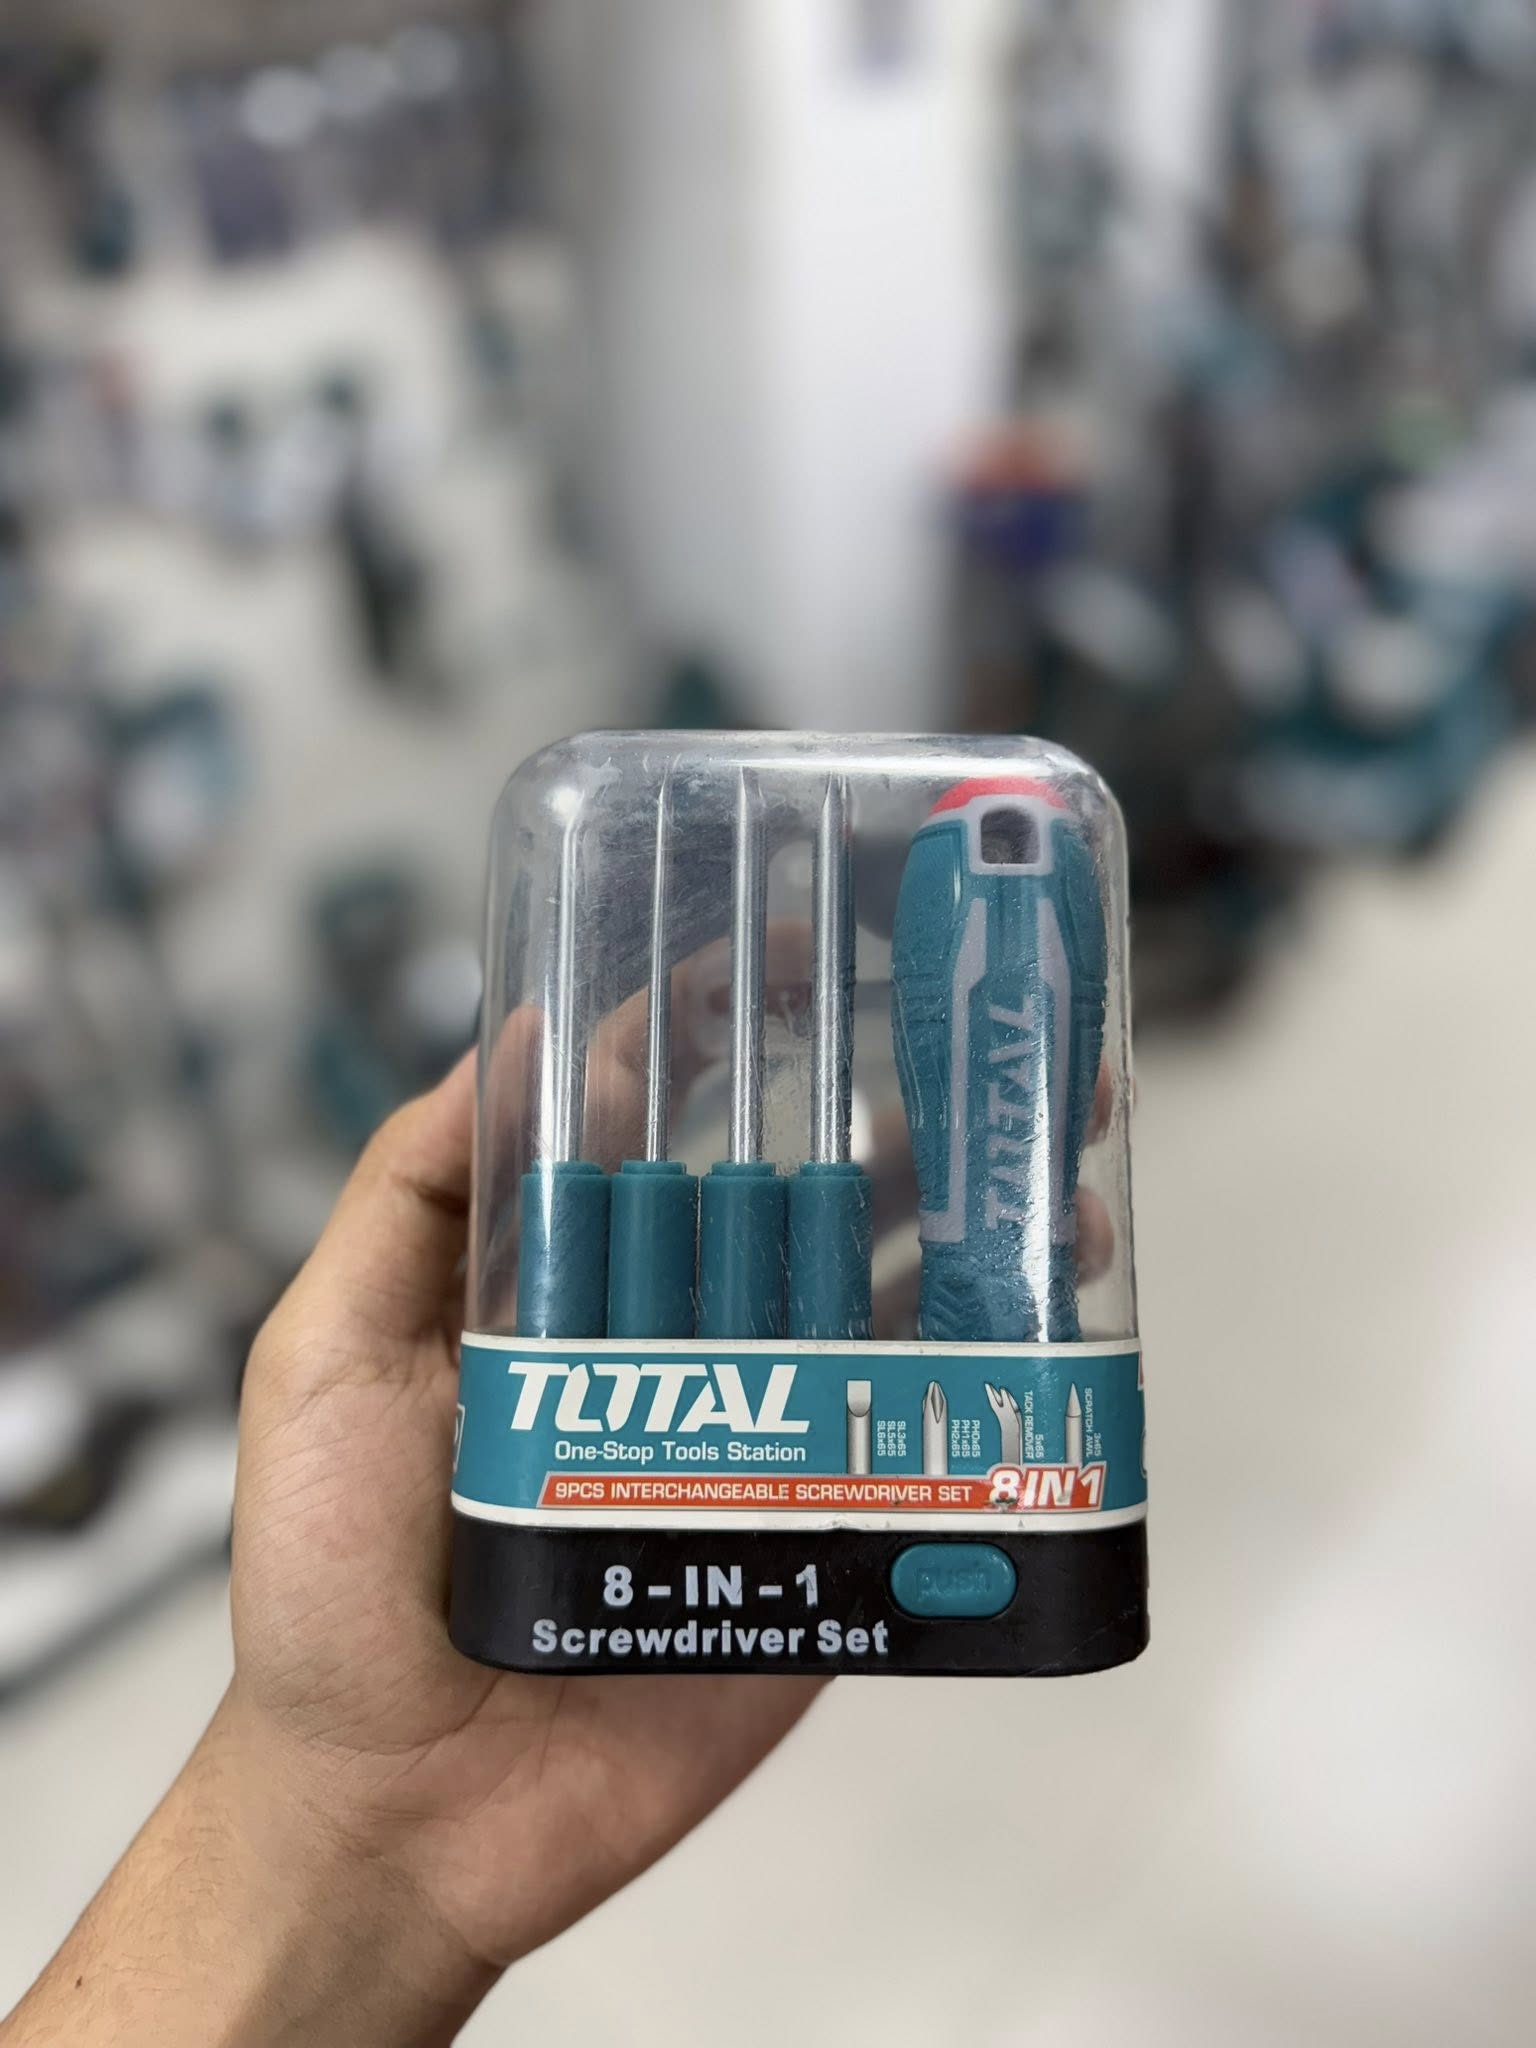 TOTAL
TOTAL
One-Stop Tools Station
SL3x65
SL5x65
SL6x65
PH0x65
PH1x65
PH2x65
TACK REMOVER
5x65
SCRATCH AWL
3x65
9PCS INTERCHANGEABLE SCREWDRIVER SET 8IN1
8-IN-1
push
Screwdriver Set